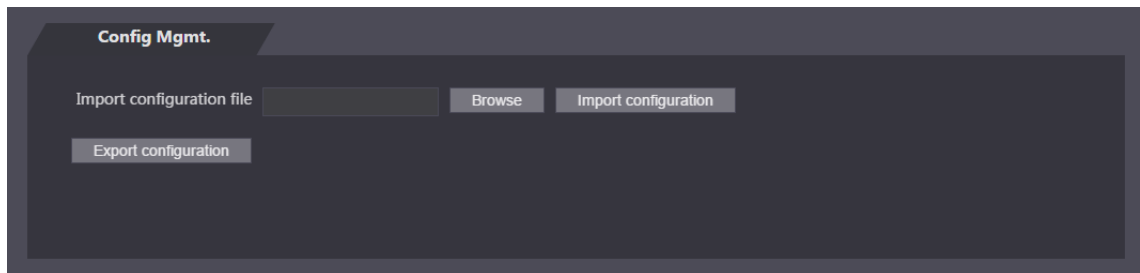 Config Mgmt.
Import configuration file Browse Import configuration
Export configuration